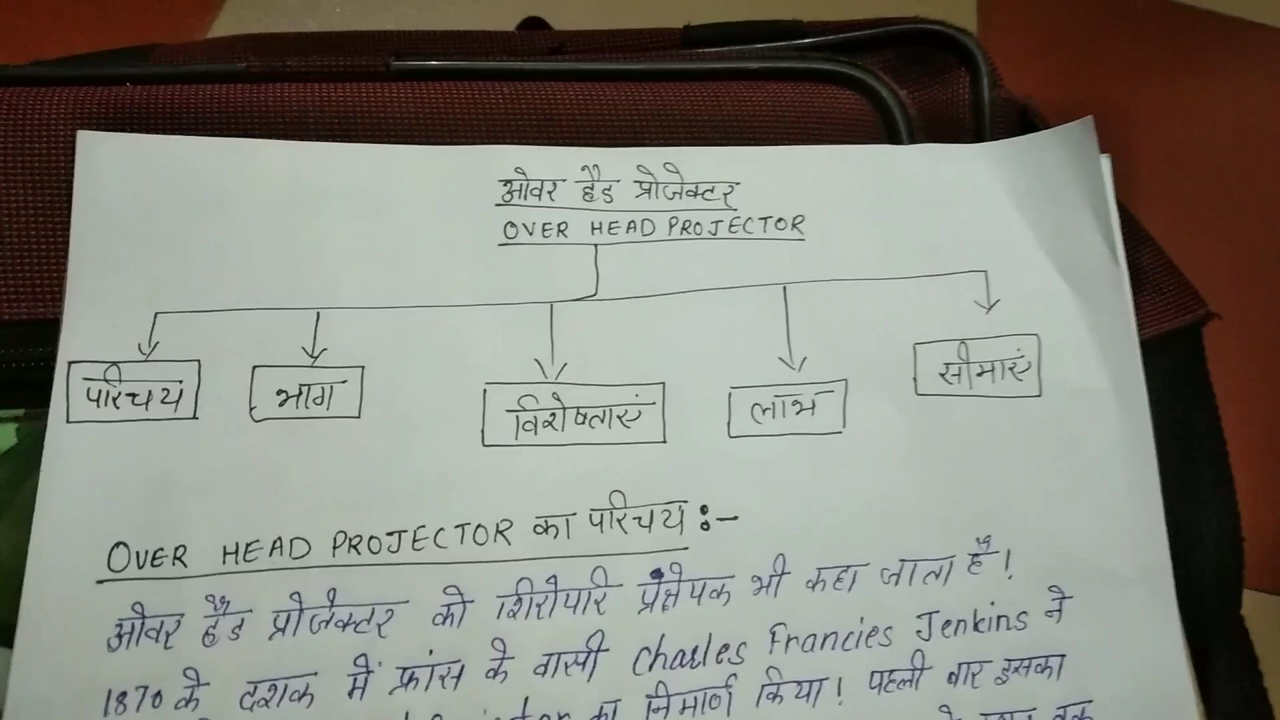 ओवर हैड प्रोजेक्टर
OVER HEAD PROJECTOR
परिचय
भाग
विशेषताएं
लाभ
सीमाएं
OVER HEAD PROJECTOR का परिचय :-
ओवर हैड प्रोजेक्टर को शिरोपरि प्रक्षेपक भी कहा जाता है!
1870 के दशक में फ्रांस के वासी Charles Francies Jenkins ने
का निमार्ण किया! पहली बार इसका